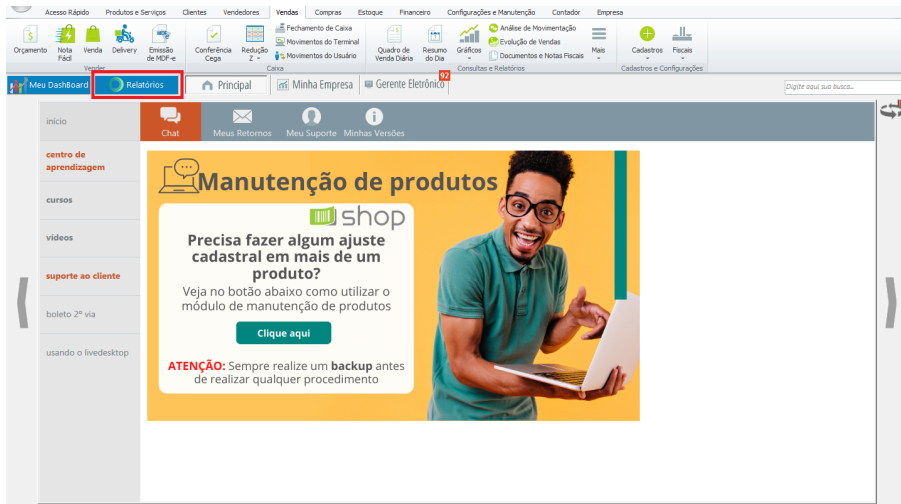 Acesso Rápido Produtos e Serviços Clientes Vendedores Vendas Compras Estoque Financeiro Configurações e Manutenção Contador Empresa
Orçamento
Nota Fácil
Venda
Delivery
Emissão de MDF-e
Vender
Conferência Cega
Redução Z
Fechamento de Caixa
Movimentos do Terminal
Movimentos do Usuário
Caixa
Quadro de Venda Diária
Resumo do Dia
Gráficos
Análise de Movimentação
Evolução de Vendas
Documentos e Notas Fiscais
Mais
Consultas e Relatórios
Cadastros
Fiscais
Cadastros e Configurações
Meu DashBoard Relatórios Principal Minha Empresa Gerente Eletrônico 92
Digite aqui sua busca...
início
centro de
aprendizagem
cursos
vídeos
suporte ao cliente
boleto 2ª via
usando o livedesktop
Chat Meus Retornos Meu Suporte Minhas Versões
Manutenção de produtos
shop
Precisa fazer algum ajuste
cadastral em mais de um
produto?
Veja no botão abaixo como utilizar o
módulo de manutenção de produtos
Clique aqui
ATENÇÃO: Sempre realize um backup antes
de realizar qualquer procedimento